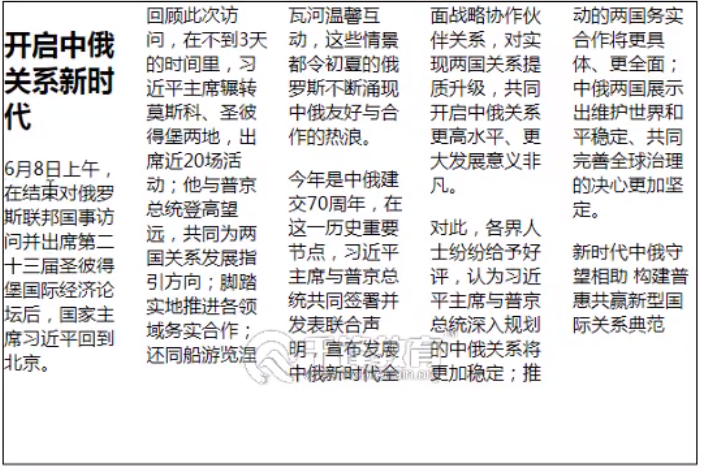 开启中俄
关系新时
代
6月8日上午，
在结束对俄罗
斯联邦国事访
问并出席第二
十三届圣彼得
堡国际经济论
坛后，国家主
席习近平回到
北京。
回顾此次访
问，在不到3天
的时间里，习
近平主席辗转
莫斯科、圣彼
得堡两地，出
席近20场活
动；他与普京
总统登高望
远，共同为两
国关系发展指
引方向；脚踏
实地推进各领
域务实合作；
还同船游览涅
瓦河温馨互
动，这些情景
都令初夏的俄
罗斯不断涌现
中俄友好与合
作的热浪。
今年是中俄建
交70周年，在
这一历史重要
节点，习近平
主席与普京总
统共同签署并
发表联合声
明，宣布发展
中俄新时代全
面战略协作伙
伴关系，对实
现两国关系提
质升级，共同
开启中俄关系
更高水平、更
大发展意义非
凡。
对此，各界人
士纷纷给予好
评，认为习近
平主席与普京
总统深入规划
的中俄关系将
更加稳定；推
动的两国务实
合作将更具
体、更全面；
中俄两国展示
出维护世界和
平稳定、共同
完善全球治理
的决心更加坚
定。
新时代中俄守
望相助 构建普
惠共赢新型国
际关系典范